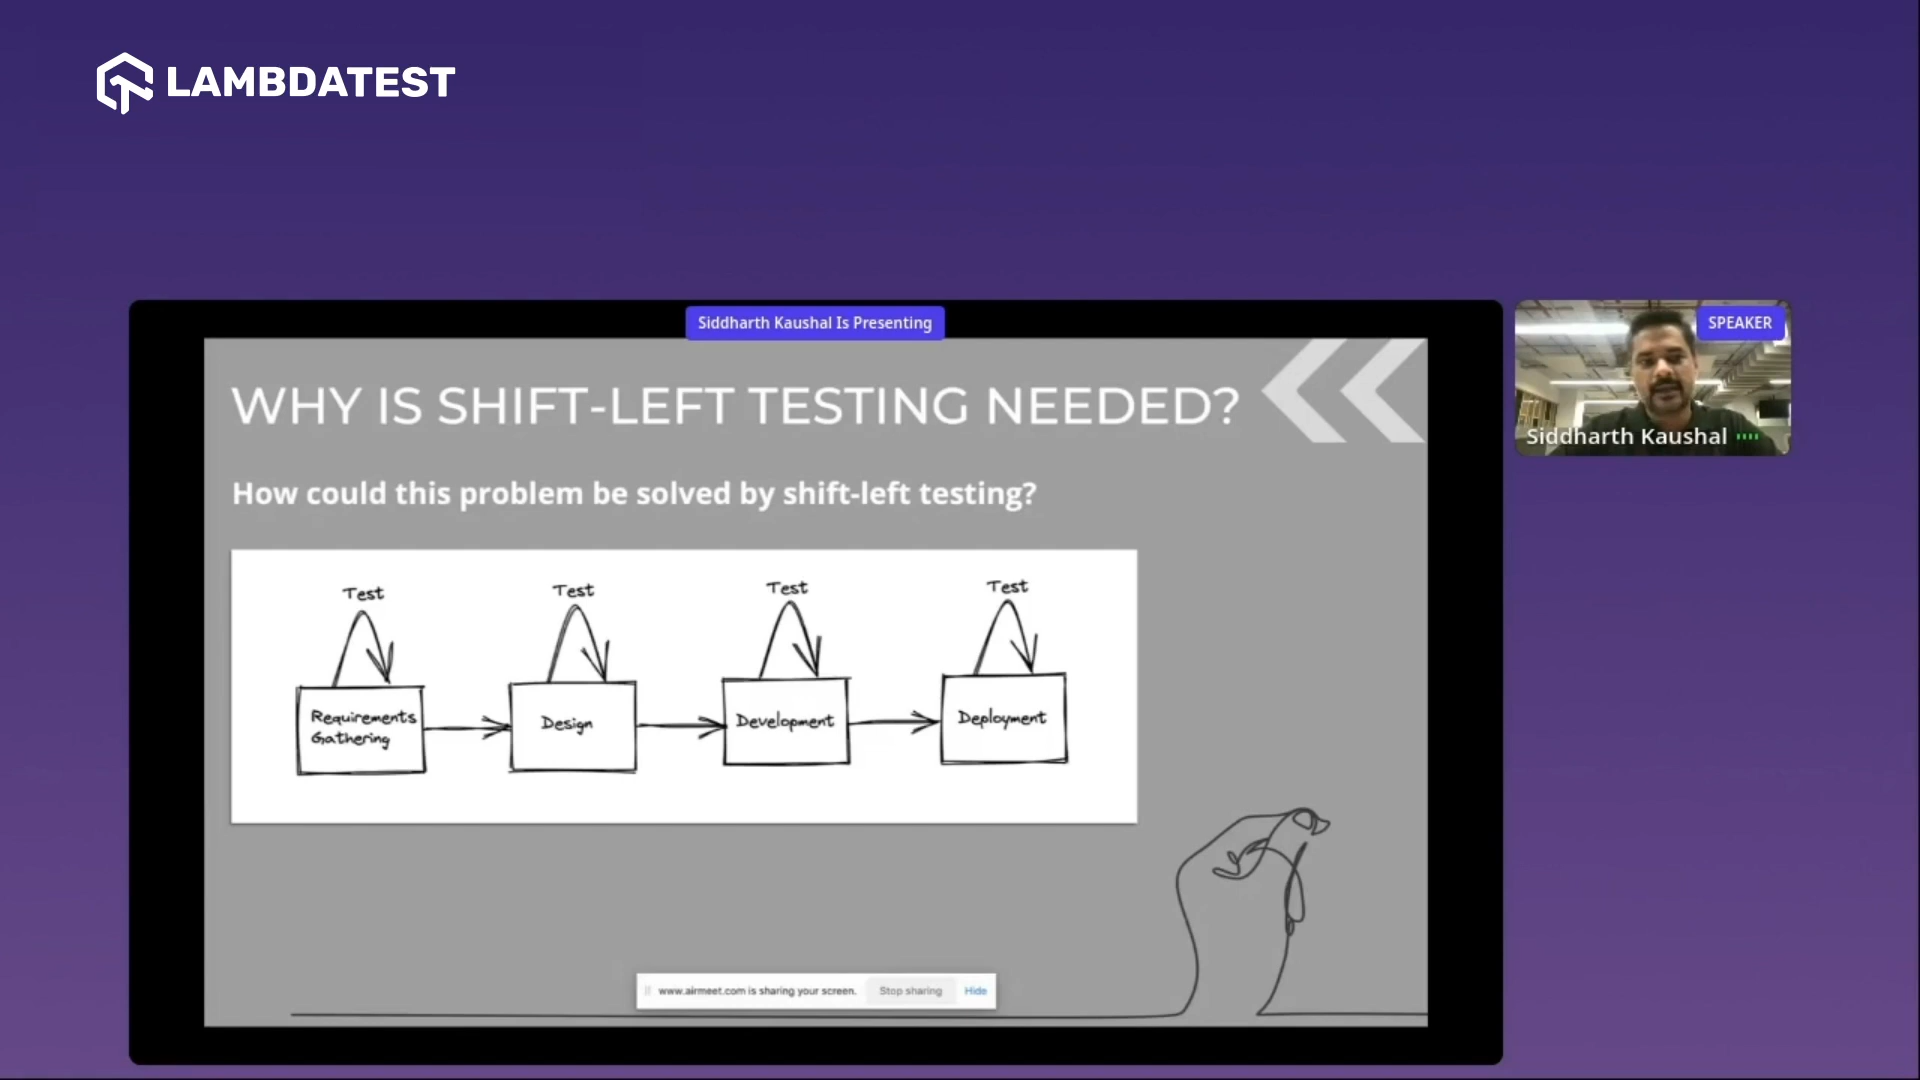 LAMBDATEST
Siddharth Kaushal Is Presenting
SPEAKER
Siddharth Kaushal
WHY IS SHIFT-LEFT TESTING NEEDED?
How could this problem be solved by shift-left testing?
Test
Test
Test
Test
Requirements
Gathering
Design
Development
Deployment
www.airmeet.com is sharing your screen. Stop sharing Hide